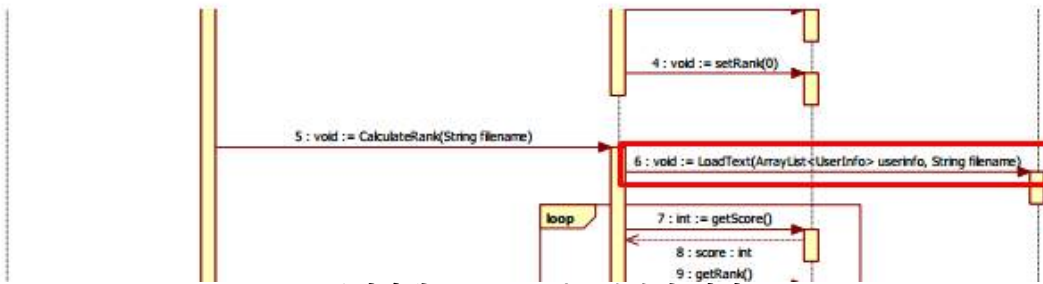 4 : void := setRank(0)
5 : void := CalculateRank(String filename)
6 : void := LoadText(ArrayList<UserInfo> userinfo, String filename)
loop
7 : int := getScore()
8 : score : int
9 : getRank()